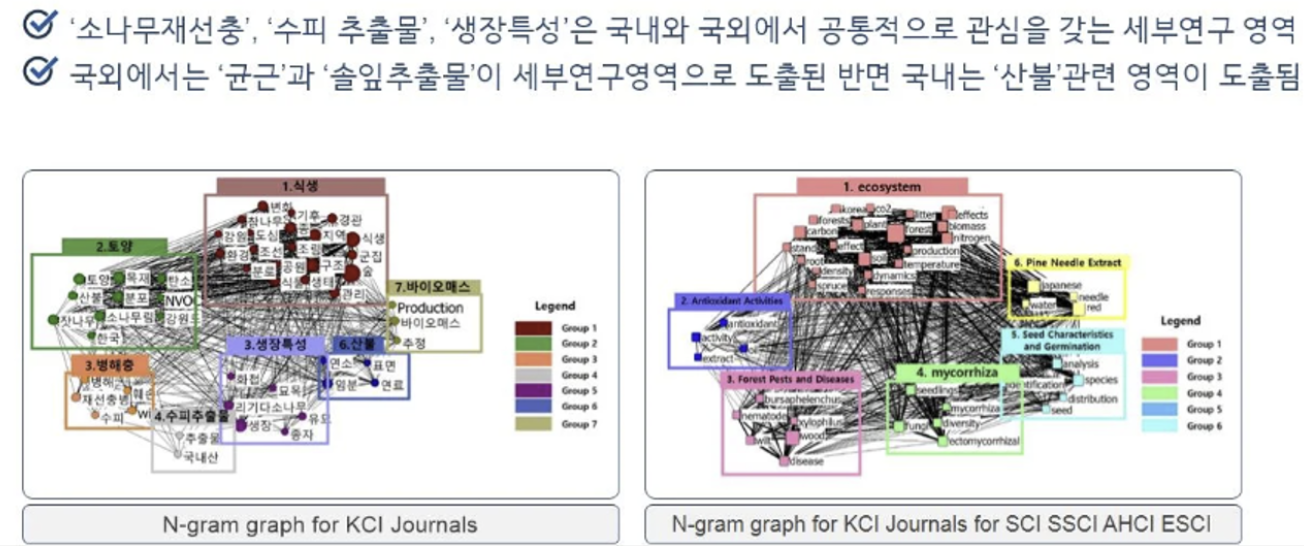 ‘소나무재선충’, ‘수피 추출물’, ‘생장특성’은 국내와 국외에서 공통적으로 관심을 갖는 세부연구 영역
국외에서는 ‘균근’과 ‘솔잎추출물’이 세부연구영역으로 도출된 반면 국내는 ‘산불’관련 영역이 도출됨
1.식생
변화
참나무
기후
경관
강원
도심
지역
식생
환경
조선
조림
군집
분로
공원
구조
숲
식생
생태
관리
2.토양
토양
목재
탄소
산불
분포
NVO
잣나무
소나무림
강원도
한국
7.바이오매스
Production
바이오매스
추정
3.병해충
병해
재선충병
수피
wi
4.수피추출물
추출물
국내산
3.생장특성
화접
묘목
리기다소나무
생장
유묘
종자
6.산불
연소
표면
임분
연료
Legend
Group 1
Group 2
Group 3
Group 4
Group 5
Group 6
Group 7
N-gram graph for KCI Journals
1. ecosystem
korea
co2
litter
effects
forests
plant
forest
biomass
carbon
nitrogen
stand
effect
production
root
soil
temperature
density
dynamics
spruce
responses
2. Antioxidant Activities
antioxidant
activity
oil
extract
3. Forest Pests and Diseases
bursaphelenchus
nematode
xylophilus
wilt
wood
disease
4. mycorrhiza
seedlings
mycorrhiza
fungi
diversity
ectomycorrhizal
5. Seed Characteristics
and Germination
analysis
identification
species
distribution
seed
6. Pine Needle Extract
japanese
needle
water
red
Legend
Group 1
Group 2
Group 3
Group 4
Group 5
Group 6
N-gram graph for KCI Journals for SCI SSCI AHCI ESCI